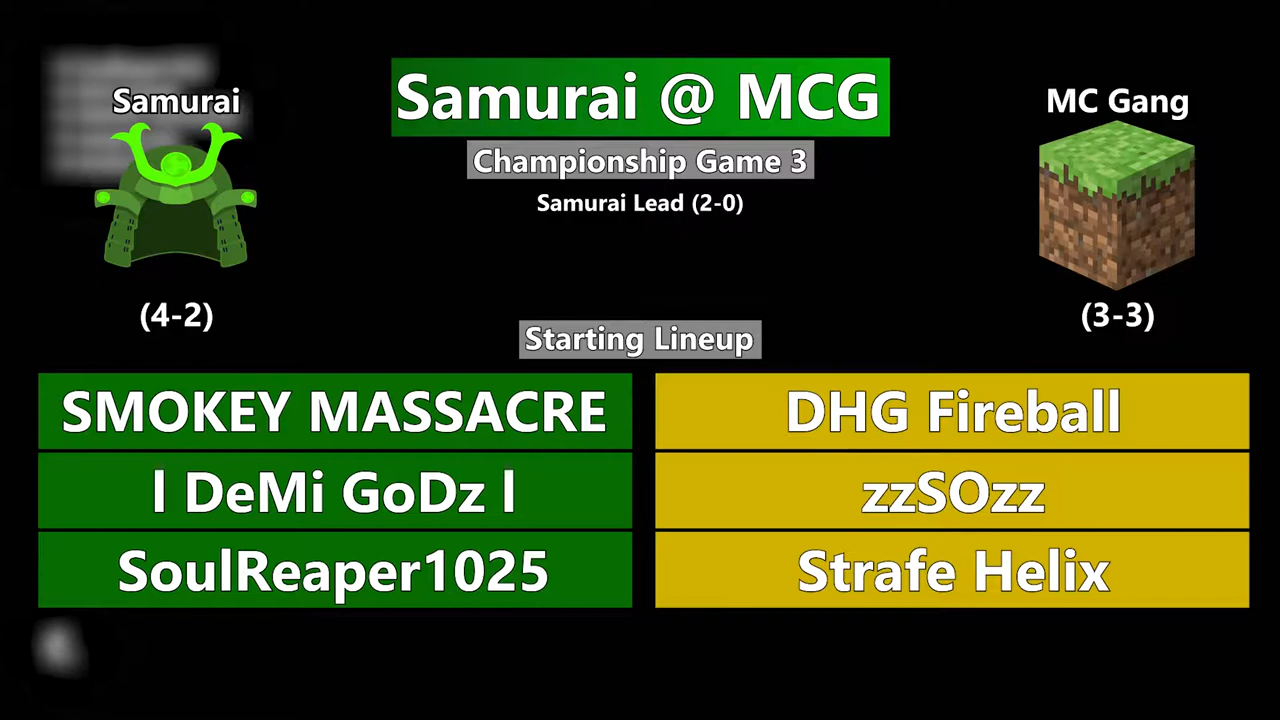 Samurai @ MCG
Samurai
MC Gang
Championship Game 3
Samurai Lead (2-0)
(4-2)
(3-3)
Starting Lineup
SMOKEY MASSACRE
DHG Fireball
l DeMi GoDz l
zzSOzz
SoulReaper1025
Strafe Helix